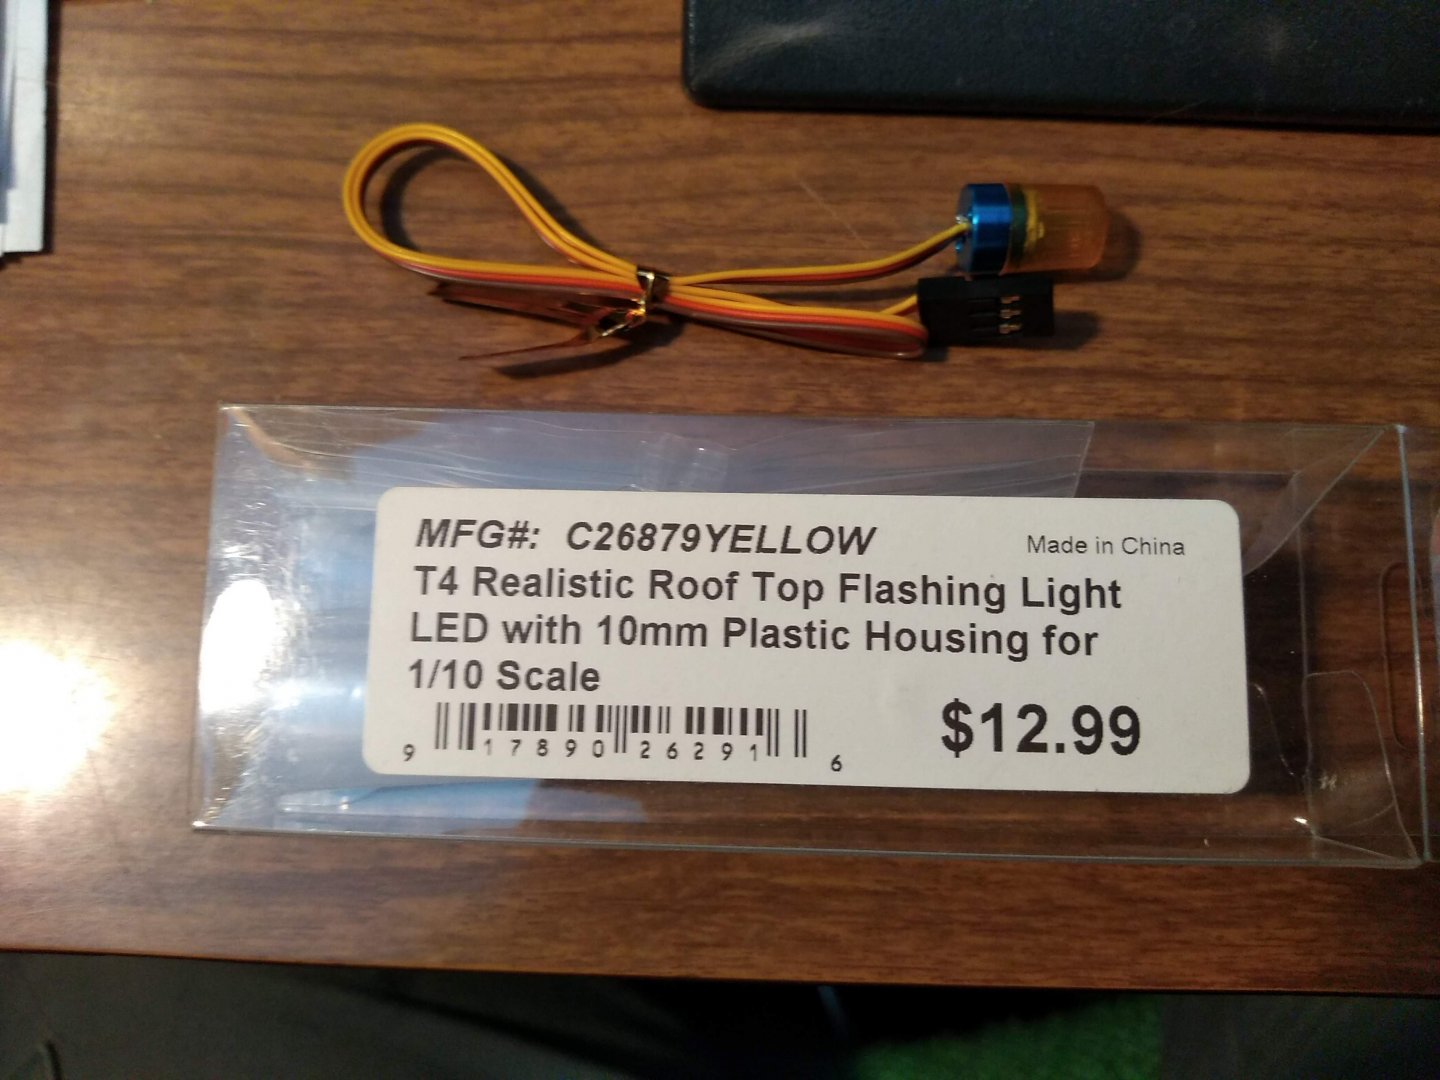 MFG#: C26879YELLOW
Made in China
T4 Realistic Roof Top Flashing Light
LED with 10mm Plastic Housing for
1/10 Scale
9 17890 26291 6
$12.99